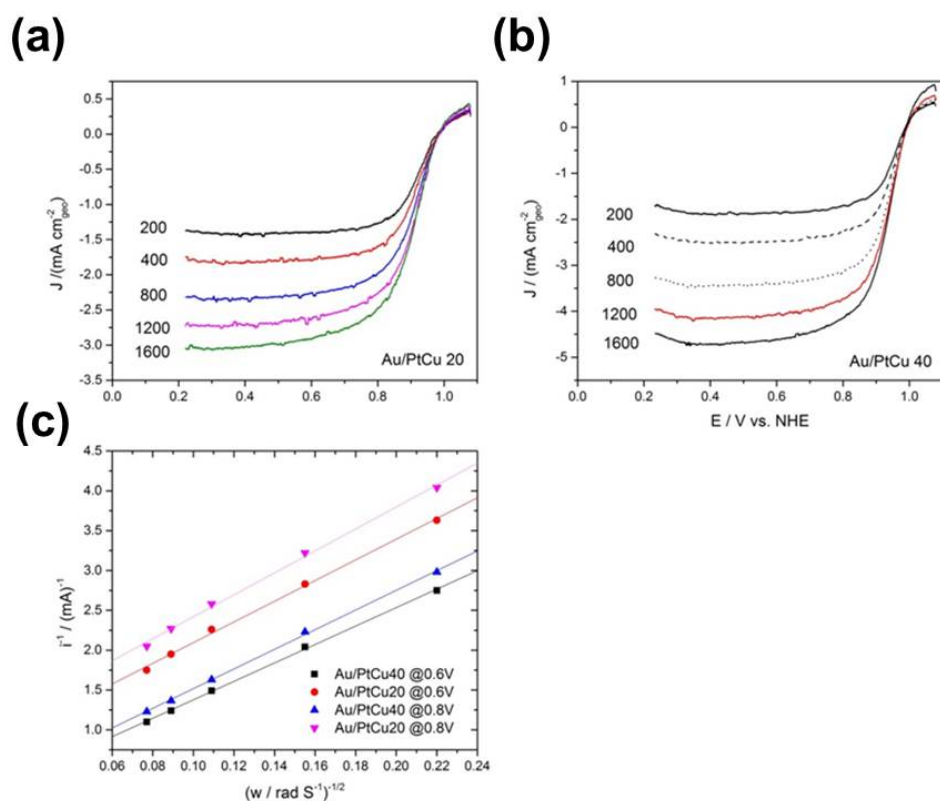 (a)
(b)
0.5
0.0
-0.5
-1.0
-1.5
-2.0
-2.5
-3.0
-3.5
J /(mA cm⁻²geo)
200
400
800
1200
1600
Au/PtCu 20
0.0 0.2 0.4 0.6 0.8 1.0
1
0
-1
-2
-3
-4
-5
J / (mA cm⁻²geo)
200
400
800
1200
1600
Au/PtCu 40
0.0 0.2 0.4 0.6 0.8 1.0
E / V vs. NHE
(c)
4.5
4.0
3.5
3.0
2.5
2.0
1.5
1.0
i⁻¹ / (mA)⁻¹
Au/PtCu40 @0.6V
Au/PtCu20 @0.6V
Au/PtCu40 @0.8V
Au/PtCu20 @0.8V
0.06 0.08 0.10 0.12 0.14 0.16 0.18 0.20 0.22 0.24
(w / rad S⁻¹)⁻¹/²